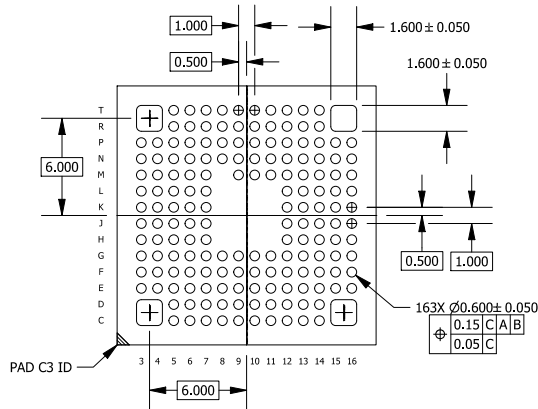 1.000
1.600 ± 0.050
0.500
1.600 ± 0.050
T
R
P
N
M
L
K
J
H
G
F
E
D
C
6.000
0.500
1.000
163X Ø0.600 ± 0.050
⌖ 0.15 C A B
0.05 C
PAD C3 ID
3 4 5 6 7 8 9 10 11 12 13 14 15 16
6.000